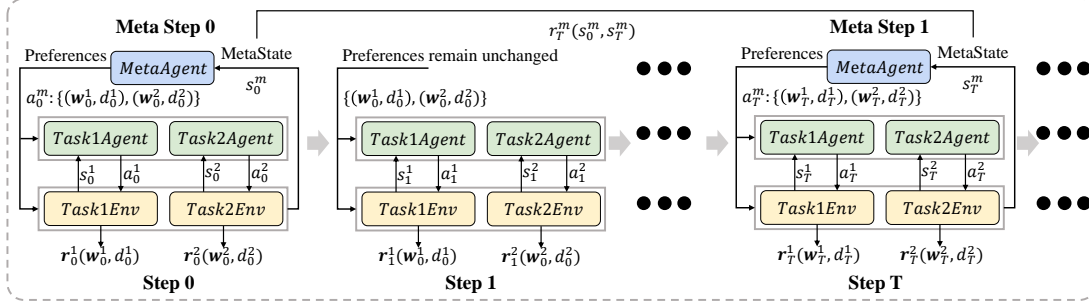 Meta Step 0
r_T^m(s_0^m, s_T^m)
Meta Step 1
Preferences
MetaAgent
MetaState
s_0^m
a_0^m: {(w_0^1, d_0^1), (w_0^2, d_0^2)}
Task1Agent Task2Agent
s_0^1 a_0^1 s_0^2 a_0^2
Task1Env Task2Env
r_0^1(w_0^1, d_0^1) r_0^2(w_0^2, d_0^2)
Step 0
Preferences remain unchanged
{(w_0^1, d_0^1), (w_0^2, d_0^2)}
Task1Agent Task2Agent
s_1^1 a_1^1 s_1^2 a_1^2
Task1Env Task2Env
r_1^1(w_0^1, d_0^1) r_1^2(w_0^2, d_0^2)
Step 1
Preferences
MetaAgent
MetaState
s_T^m
a_T^m: {(w_T^1, d_T^1), (w_T^2, d_T^2)}
Task1Agent Task2Agent
s_T^1 a_T^1 s_T^2 a_T^2
Task1Env Task2Env
r_T^1(w_T^1, d_T^1) r_T^2(w_T^2, d_T^2)
Step T